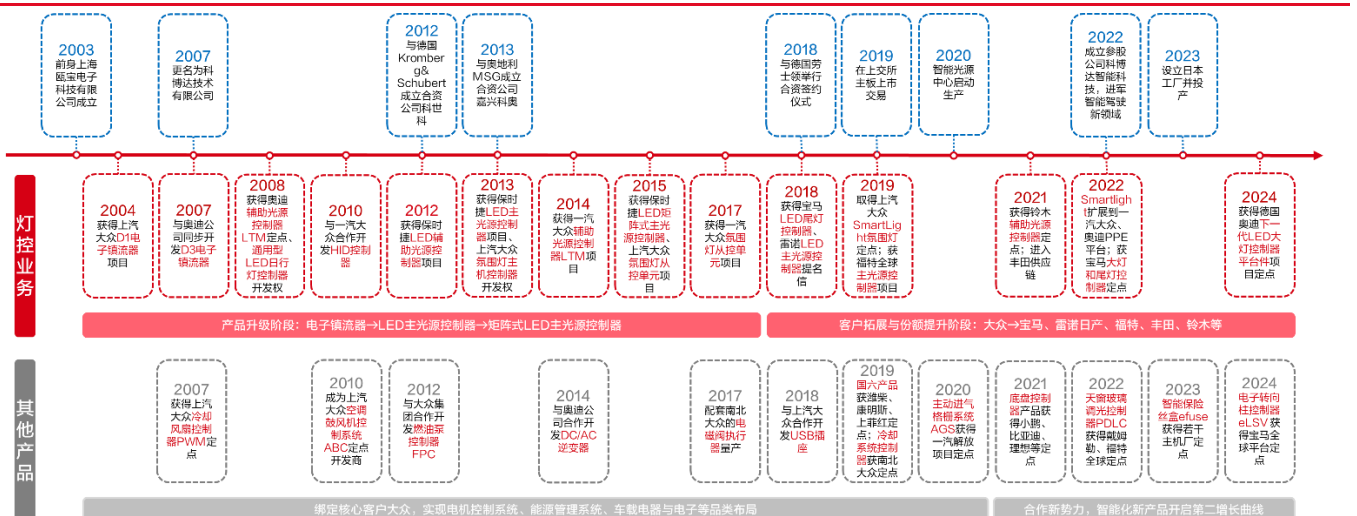 2003
前身上海
瓯宝电子
科技有限
公司成立
2007
更名为科
博达技术
有限公司
2012
与德国
Kromber
g&
Schubert
成立合资
公司科世
科
2013
与奥地利
MSG成立
合资公司
嘉兴科奥
2018
与德国劳
士领举行
合资签约
仪式
2019
在上交所
主板上市
交易
2020
智能光源
中心启动
生产
2022
成立参股
公司科博
达智能科
技，进军
智能驾驶
新领域
2023
设立日本
工厂并投
产
灯控业务
2004
获得上汽
大众D1电
子镇流器
项目
2007
与奥迪公
司同步开
发D3电子
镇流器
2008
获得奥迪
辅助光源
控制器
LTM定点、
通用型
LED日行
灯控制器
开发权
2010
与一汽大
众合作开
发HID控制
器
2012
获得保时
捷LED辅
助光源控
制器项目
2013
获得保时
捷LED主
光源控制
器项目、
上汽大众
氛围灯主
机控制器
开发权
2014
获得一汽
大众辅助
光源控制
器LTM项
目
2015
获得保时
捷LED矩
阵式主光
源控制器、
上汽大众
氛围灯从
控单元项
目
2017
获得一汽
大众氛围
灯从控单
元项目
2018
获得宝马
LED尾灯
控制器、
雷诺LED
主光源控
制器提名
信
2019
取得上汽
大众
SmartLig
ht氛围灯
定点；获
福特全球
主光源控
制器项目
2021
获得铃木
辅助光源
控制器定
点；进入
丰田供应
链
2022
Smartligh
t扩展到一
汽大众、
奥迪PPE
平台；获
宝马大灯
和尾灯控
制器定点
2024
获得德国
奥迪下一
代LED大
灯控制器
平台件项
目定点
产品升级阶段：电子镇流器→LED主光源控制器→矩阵式LED主光源控制器
客户拓展与份额提升阶段：大众→宝马、雷诺日产、福特、丰田、铃木等
其他产品
2007
获得上汽
大众冷却
风扇控制
器PWM定
点
2010
成为上汽
大众空调
鼓风机控
制系统
ABC定点
开发商
2012
与大众集
团合作开
发燃油泵
控制器
FPC
2014
与奥迪公
司合作开
发DC/AC
逆变器
2017
配套南北
大众的电
磁阀执行
器量产
2018
与上汽大
众合作开
发USB插
座
2019
国六产品
获潍柴、
康明斯、
上菲红定
点；冷却
系统控制
器获南北
大众定点
2020
主动进气
格栅系统
AGS获得
一汽解放
项目定点
2021
底盘控制
器产品获
得小鹏、
比亚迪、
理想等定
点
2022
天窗玻璃
调光控制
器PDLC
获得戴姆
勒、福特
全球定点
2023
智能保险
丝盒efuse
获得若干
主机厂定
点
2024
电子转向
柱控制器
eLSV获
得宝马全
球平台定
点
绑定核心客户大众，实现电机控制系统、能源管理系统、车载电器与电子等品类布局
合作新势力，智能化新产品开启第二增长曲线